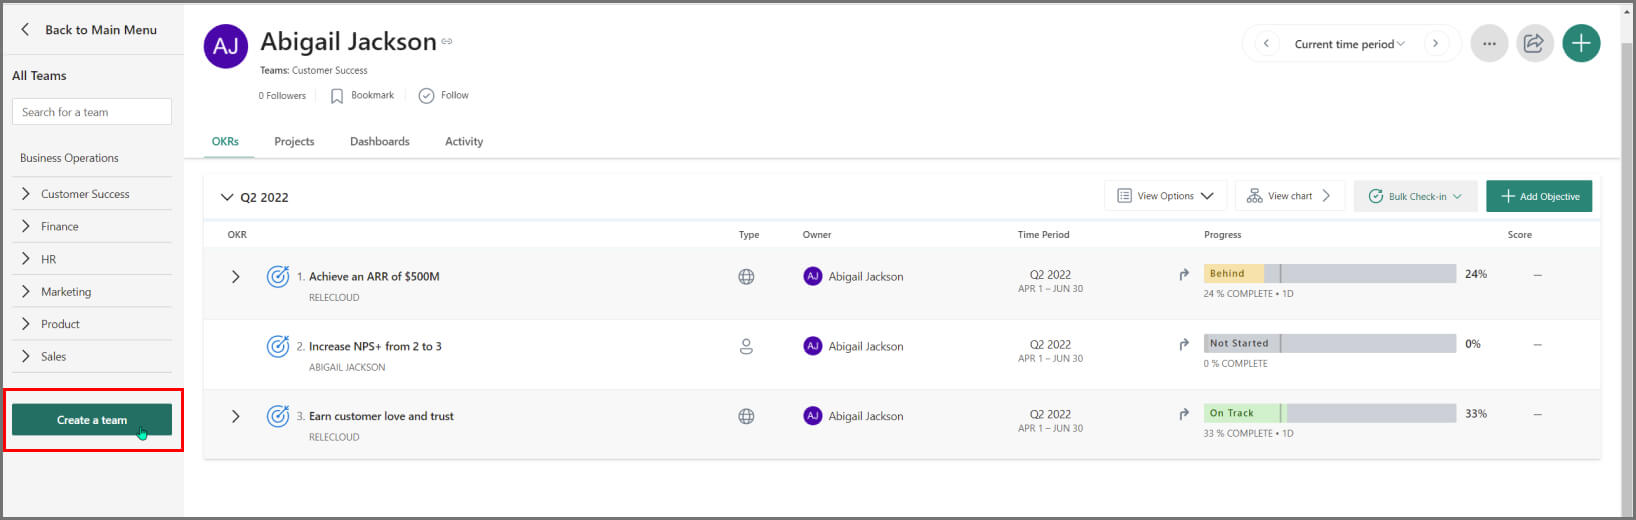 Back to Main Menu
All Teams
Search for a team
Business Operations
Customer Success
Finance
HR
Marketing
Product
Sales
Create a team
AJ
Abigail Jackson
Teams: Customer Success
0 Followers
Bookmark
Follow
Current time period
OKRs
Projects
Dashboards
Activity
Q2 2022
View Options
View chart
Bulk Check-in
Add Objective
OKR
Type
Owner
Time Period
Progress
Score
1. Achieve an ARR of $500M
RELECLOUD
AJ Abigail Jackson
Q2 2022
APR 1 – JUN 30
Behind
24%
24 % COMPLETE • 1D
—
2. Increase NPS+ from 2 to 3
ABIGAIL JACKSON
AJ Abigail Jackson
Q2 2022
APR 1 – JUN 30
Not Started
0%
0 % COMPLETE
—
3. Earn customer love and trust
RELECLOUD
AJ Abigail Jackson
Q2 2022
APR 1 – JUN 30
On Track
33%
33 % COMPLETE • 1D
—